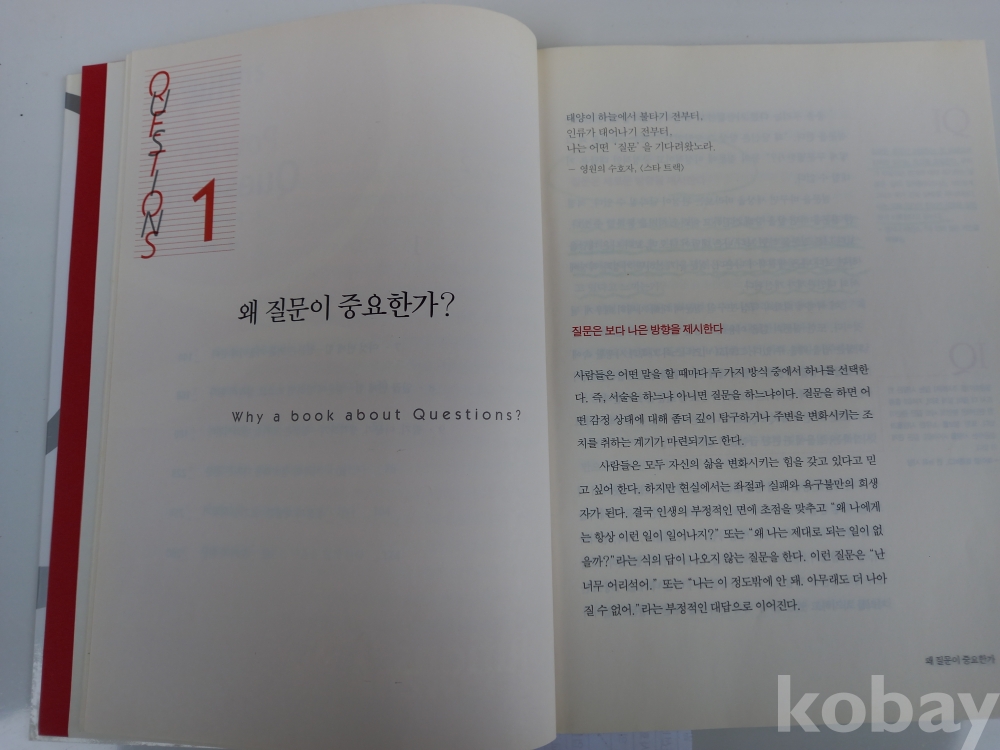 QUESTIONS
1
왜 질문이 중요한가?
Why a book about Questions?
태양이 하늘에서 불타기 전부터,
인류가 태어나기 전부터,
나는 어떤 ‘질문’을 기다려왔노라.
— 영원의 수호자, 〈스타 트랙〉
질문은 보다 나은 방향을 제시한다
사람들은 어떤 말을 할 때마다 두 가지 방식 중에서 하나를 선택한
다. 즉, 서술을 하느냐 아니면 질문을 하느냐이다. 질문을 하면 어
떤 감정 상태에 대해 좀더 깊이 탐구하거나 주변을 변화시키는 조
치를 취하는 계기가 마련되기도 한다.
사람들은 모두 자신의 삶을 변화시키는 힘을 갖고 있다고 믿
고 싶어 한다. 하지만 현실에서는 좌절과 실패와 욕구불만의 희생
자가 된다. 결국 인생의 부정적인 면에 초점을 맞추고 “왜 나에게
는 항상 이런 일이 일어나지?” 또는 “왜 나는 제대로 되는 일이 없
을까?”라는 식의 답이 나오지 않는 질문을 한다. 이런 질문은 “난
너무 어리석어.” 또는 “나는 이 정도밖에 안 돼. 아무래도 더 나아
질 수 없어.”라는 부정적인 대답으로 이어진다.
왜 질문이 중요한가
kobay